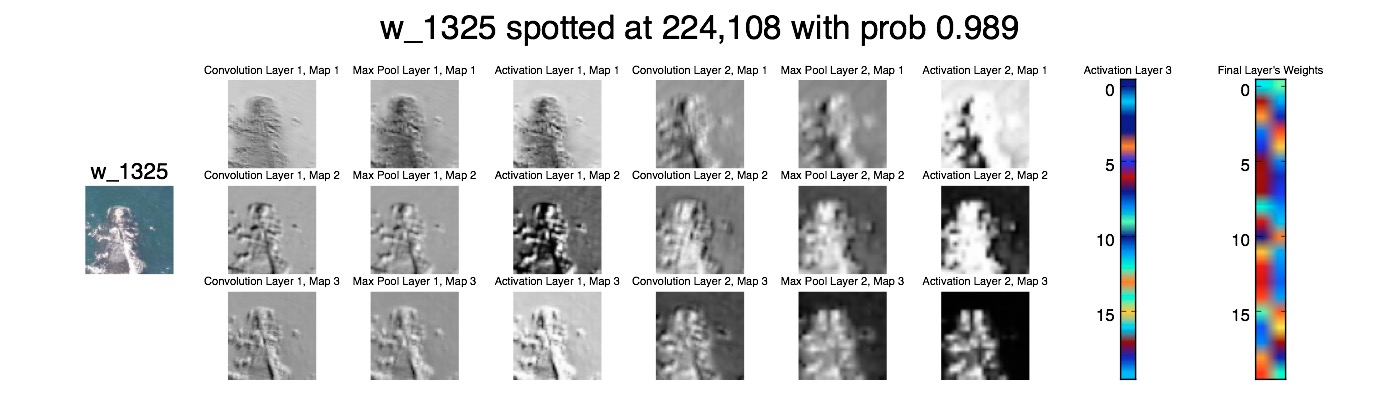 w_1325 spotted at 224,108 with prob 0.989
Convolution Layer 1, Map 1 Max Pool Layer 1, Map 1 Activation Layer 1, Map 1 Convolution Layer 2, Map 1 Max Pool Layer 2, Map 1 Activation Layer 2, Map 1 Activation Layer 3 Final Layer's Weights
0 0
w_1325
5 5
Convolution Layer 1, Map 2 Max Pool Layer 1, Map 2 Activation Layer 1, Map 2 Convolution Layer 2, Map 2 Max Pool Layer 2, Map 2 Activation Layer 2, Map 2
10 10
Convolution Layer 1, Map 3 Max Pool Layer 1, Map 3 Activation Layer 1, Map 3 Convolution Layer 2, Map 3 Max Pool Layer 2, Map 3 Activation Layer 2, Map 3
15 15